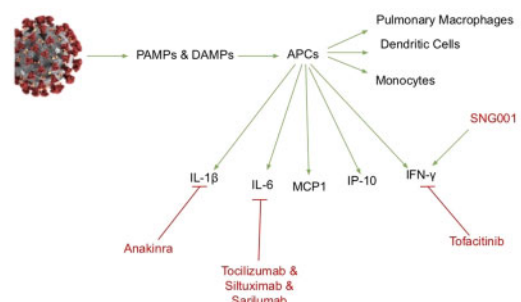 Pulmonary Macrophages
PAMPs & DAMPs
APCs
Dendritic Cells
Monocytes
SNG001
IL-1β
IL-6
MCP1
IP-10
IFN-γ
Anakinra
Tofacitinib
Tocilizumab &
Siltuximab &
Sarilumab